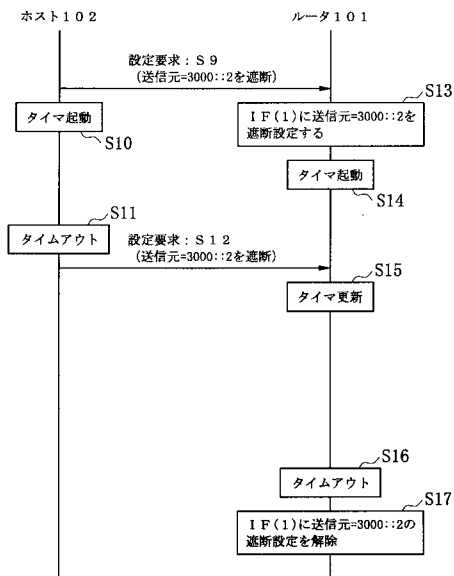 ホスト102
ルータ101
設定要求：S9
（送信元=3000::2を遮断）
S13
タイマ起動
S10
IF(1)に送信元=3000::2を
遮断設定する
タイマ起動
S14
S11
タイムアウト
設定要求：S12
（送信元=3000::2を遮断）
S15
タイマ更新
S16
タイムアウト
S17
IF(1)に送信元=3000::2の
遮断設定を解除